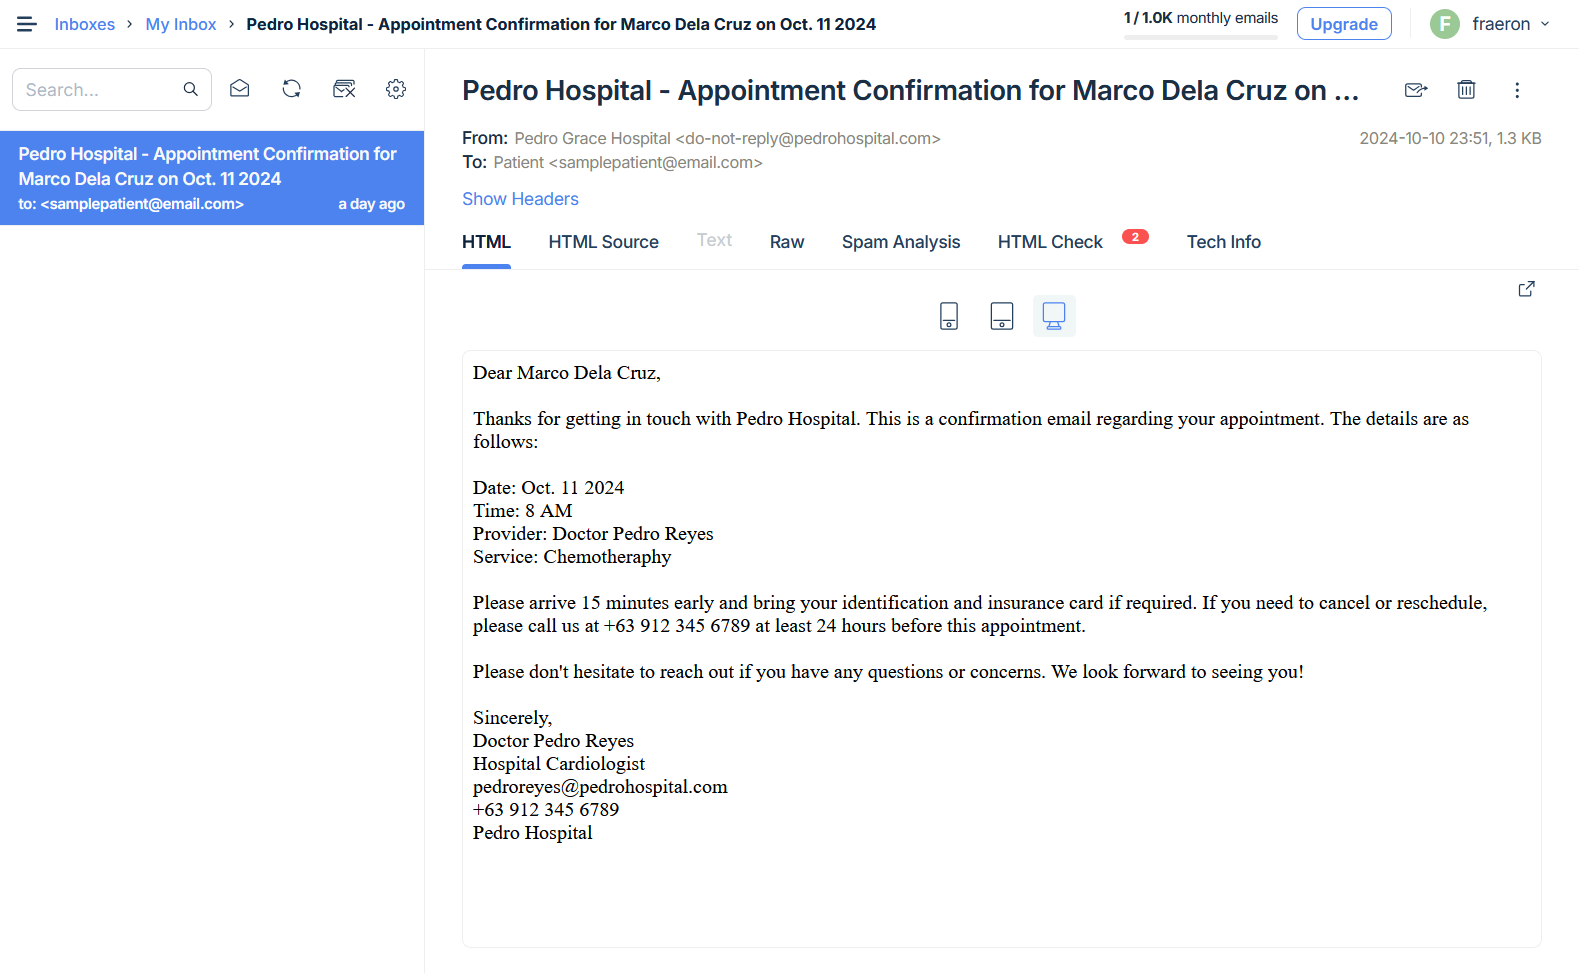 Inboxes › My Inbox › Pedro Hospital - Appointment Confirmation for Marco Dela Cruz on Oct. 11 2024
1 / 1.0K monthly emails
Upgrade
F fraeron
Search...
Pedro Hospital - Appointment Confirmation for
Marco Dela Cruz on Oct. 11 2024
to: <samplepatient@email.com> a day ago
Pedro Hospital - Appointment Confirmation for Marco Dela Cruz on ...
From: Pedro Grace Hospital <do-not-reply@pedrohospital.com> 2024-10-10 23:51, 1.3 KB
To: Patient <samplepatient@email.com>
Show Headers
HTML HTML Source Text Raw Spam Analysis HTML Check 2 Tech Info
Dear Marco Dela Cruz,
Thanks for getting in touch with Pedro Hospital. This is a confirmation email regarding your appointment. The details are as
follows:
Date: Oct. 11 2024
Time: 8 AM
Provider: Doctor Pedro Reyes
Service: Chemotheraphy
Please arrive 15 minutes early and bring your identification and insurance card if required. If you need to cancel or reschedule,
please call us at +63 912 345 6789 at least 24 hours before this appointment.
Please don't hesitate to reach out if you have any questions or concerns. We look forward to seeing you!
Sincerely,
Doctor Pedro Reyes
Hospital Cardiologist
pedroreyes@pedrohospital.com
+63 912 345 6789
Pedro Hospital